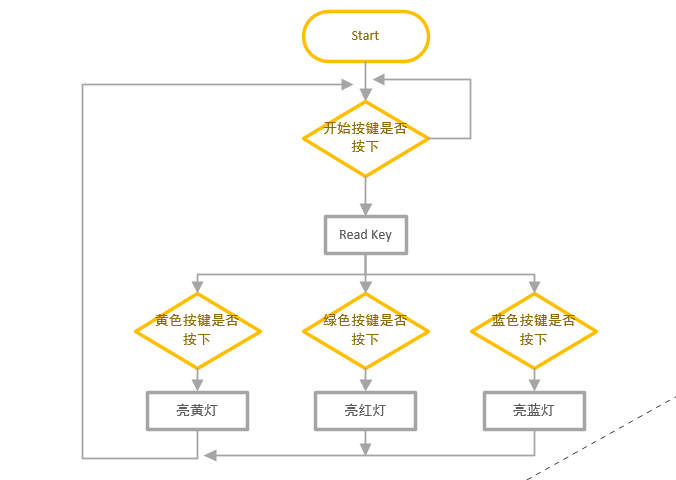 Start
开始按键是否
按下
Read Key
黄色按键是否
按下
绿色按键是否
按下
蓝色按键是否
按下
亮黄灯
亮红灯
亮蓝灯